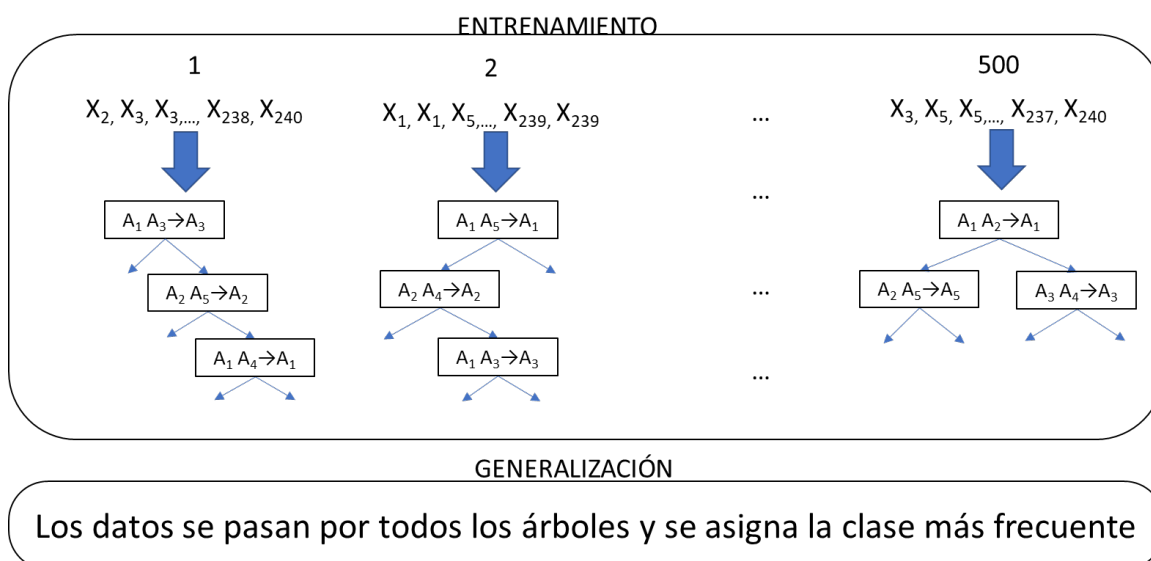 ENTRENAMIENTO
1 2 500
X₂, X₃, X₃,..., X₂₃₈, X₂₄₀ X₁, X₁, X₅,..., X₂₃₉, X₂₃₉ ... X₃, X₅, X₅,..., X₂₃₇, X₂₄₀
...
A₁ A₃→A₃ A₁ A₅→A₁ A₁ A₂→A₁
A₂ A₅→A₂ A₂ A₄→A₂ ... A₂ A₅→A₅ A₃ A₄→A₃
A₁ A₄→A₁ A₁ A₃→A₃ ...
GENERALIZACIÓN
Los datos se pasan por todos los árboles y se asigna la clase más frecuente